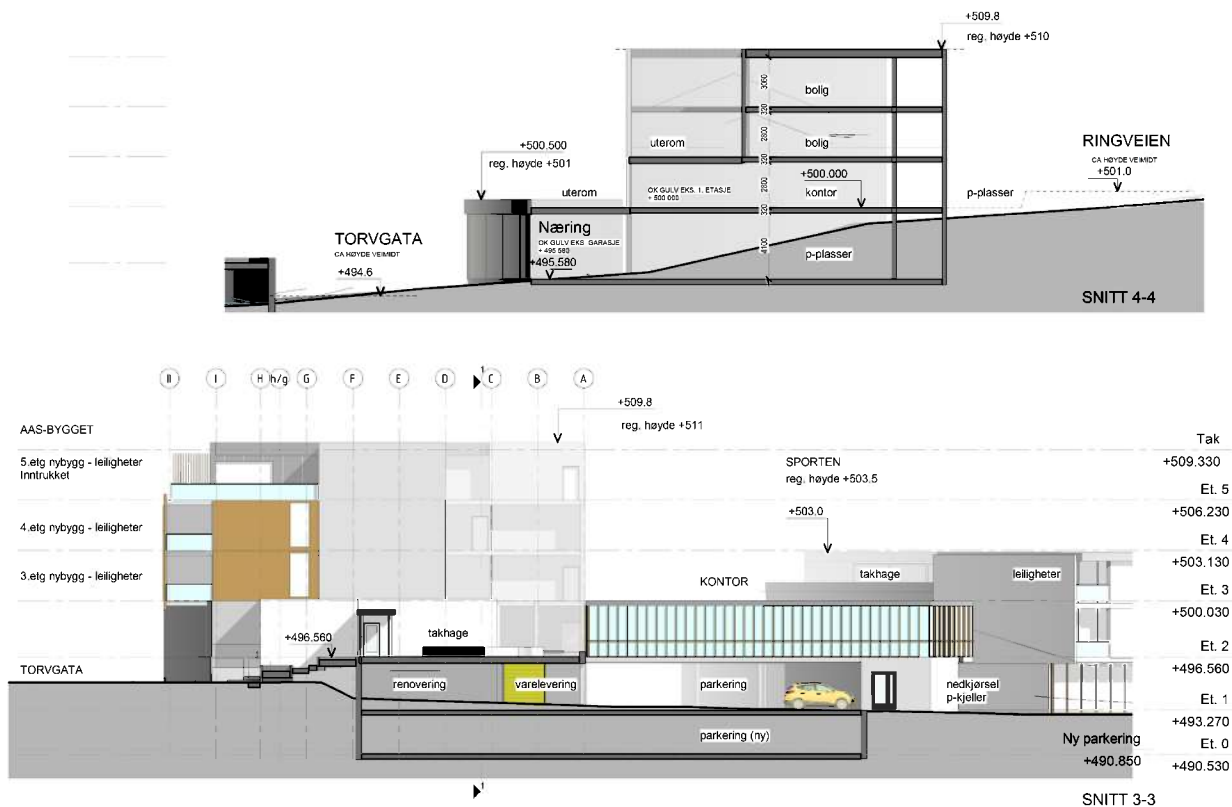 +509.8
reg. høyde +510
3060
bolig
320
2800
uterom
bolig
320
+500.500
reg. høyde +501
RINGVEIEN
CA HØYDE VEIMIDT
+501.0
uterom
OK GULV EKS. 1. ETASJE
+ 500 000
2800
+500.000
kontor
p-plasser
320
Næring
OK GULV EKS. GARASJE
+ 495 580
+495.580
4100
p-plasser
TORVGATA
CA HØYDE VEIMIDT
+494.6
SNITT 4-4
II
I
H
h/g
G
F
E
D
1
C
B
A
AAS-BYGGET
+509.8
reg. høyde +511
Tak
+509.330
5.etg nybygg - leiligheter
Inntrukket
SPORTEN
reg. høyde +503.5
Et. 5
+506.230
4.etg nybygg - leiligheter
+503.0
Et. 4
+503.130
3.etg nybygg - leiligheter
KONTOR
takhage
leiligheter
Et. 3
+500.030
+496.560
takhage
Et. 2
+496.560
TORVGATA
renovering
varelevering
parkering
nedkjørsel
p-kjeller
Et. 1
+493.270
parkering (ny)
Ny parkering
+490.850
Et. 0
+490.530
1
SNITT 3-3